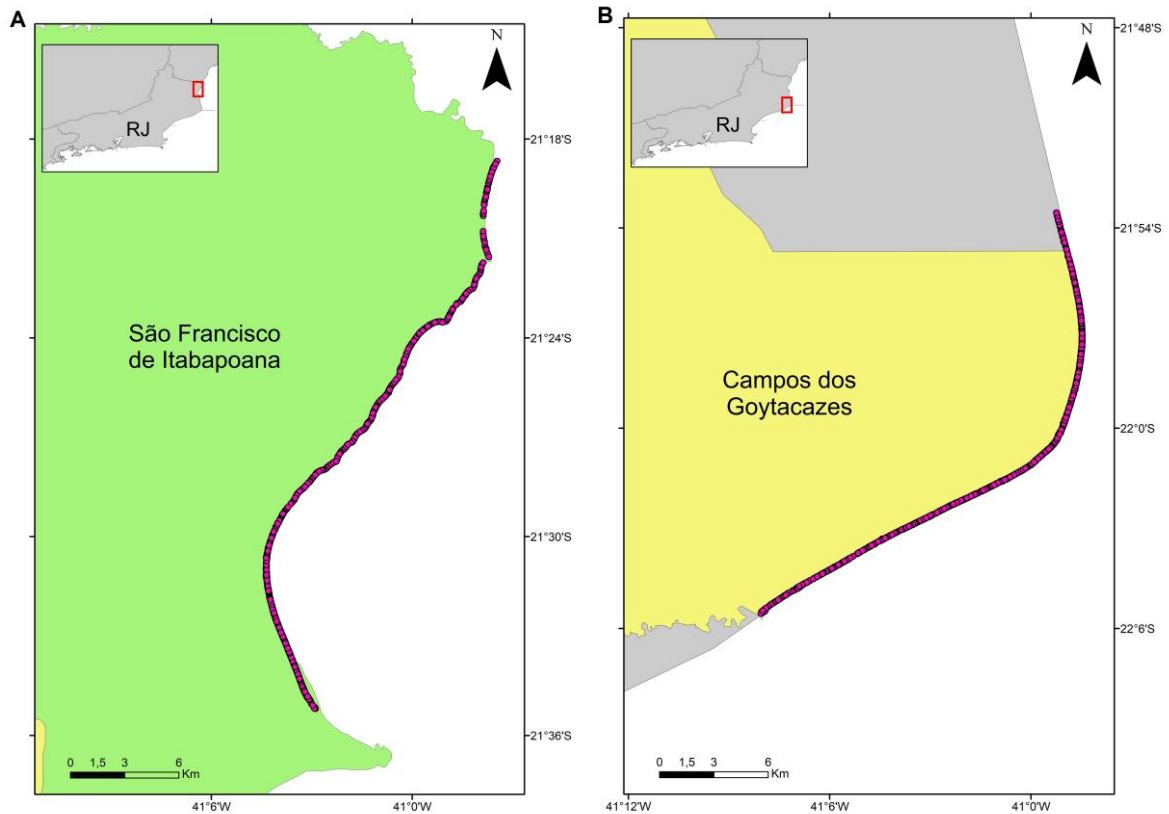 A
N
RJ
21°18'S
São Francisco
de Itabapoana
21°24'S
21°30'S
21°36'S
0 1,5 3 6
Km
41°6'W 41°0'W
B
N
RJ
21°48'S
21°54'S
Campos dos
Goytacazes
22°0'S
22°6'S
0 1,5 3 6
Km
41°12'W 41°6'W 41°0'W